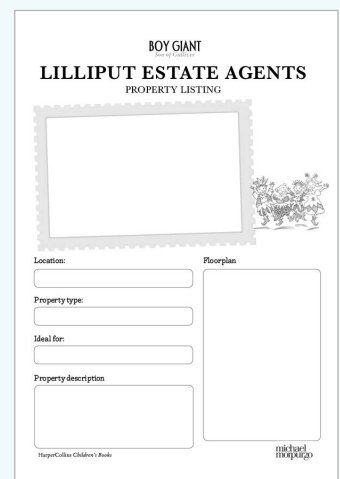 BOY GIANT
Son of Gulliver
LILLIPUT ESTATE AGENTS
PROPERTY LISTING
Location:
Floorplan
Property type:
Ideal for:
Property description
HarperCollins Children's Books
michael
morpurgo